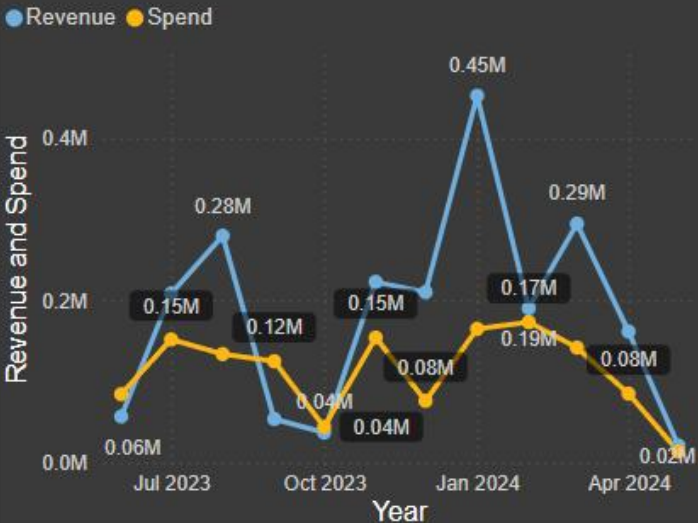 Revenue Spend
0.45M
0.4M
0.29M
0.28M
0.2M
0.17M
0.15M
0.15M
0.12M
0.19M
0.08M
0.08M
0.04M
0.04M
0.06M
0.02M
0.0M
Jul 2023 Oct 2023 Jan 2024 Apr 2024
Year
Revenue and Spend